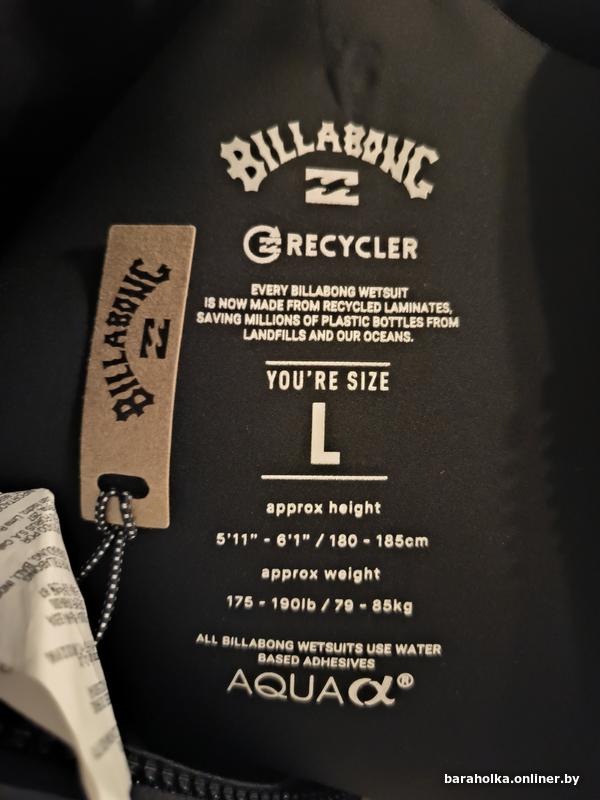 BILLABONG
RECYCLER
EVERY BILLABONG WETSUIT
IS NOW MADE FROM RECYCLED LAMINATES,
SAVING MILLIONS OF PLASTIC BOTTLES FROM
LANDFILLS AND OUR OCEANS.
YOU'RE SIZE
L
approx height
5'11" - 6'1" / 180 - 185cm
approx weight
175 - 190lb / 79 - 85kg
ALL BILLABONG WETSUITS USE WATER
BASED ADHESIVES
AQUA α®
BILLABONG
baraholka.onliner.by